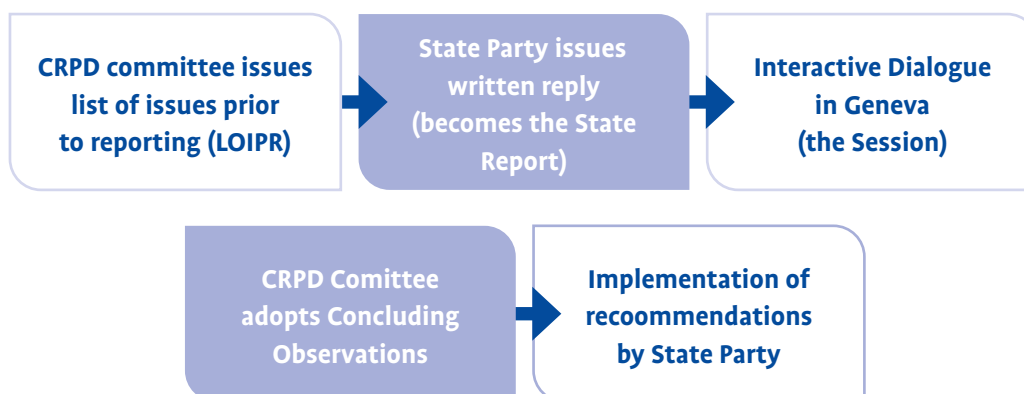 CRPD committee issues
list of issues prior
to reporting (LOIPR)
State Party issues
written reply
(becomes the State
Report)
Interactive Dialogue
in Geneva
(the Session)
CRPD Comittee
adopts Concluding
Observations
Implementation of
recoommendations
by State Party